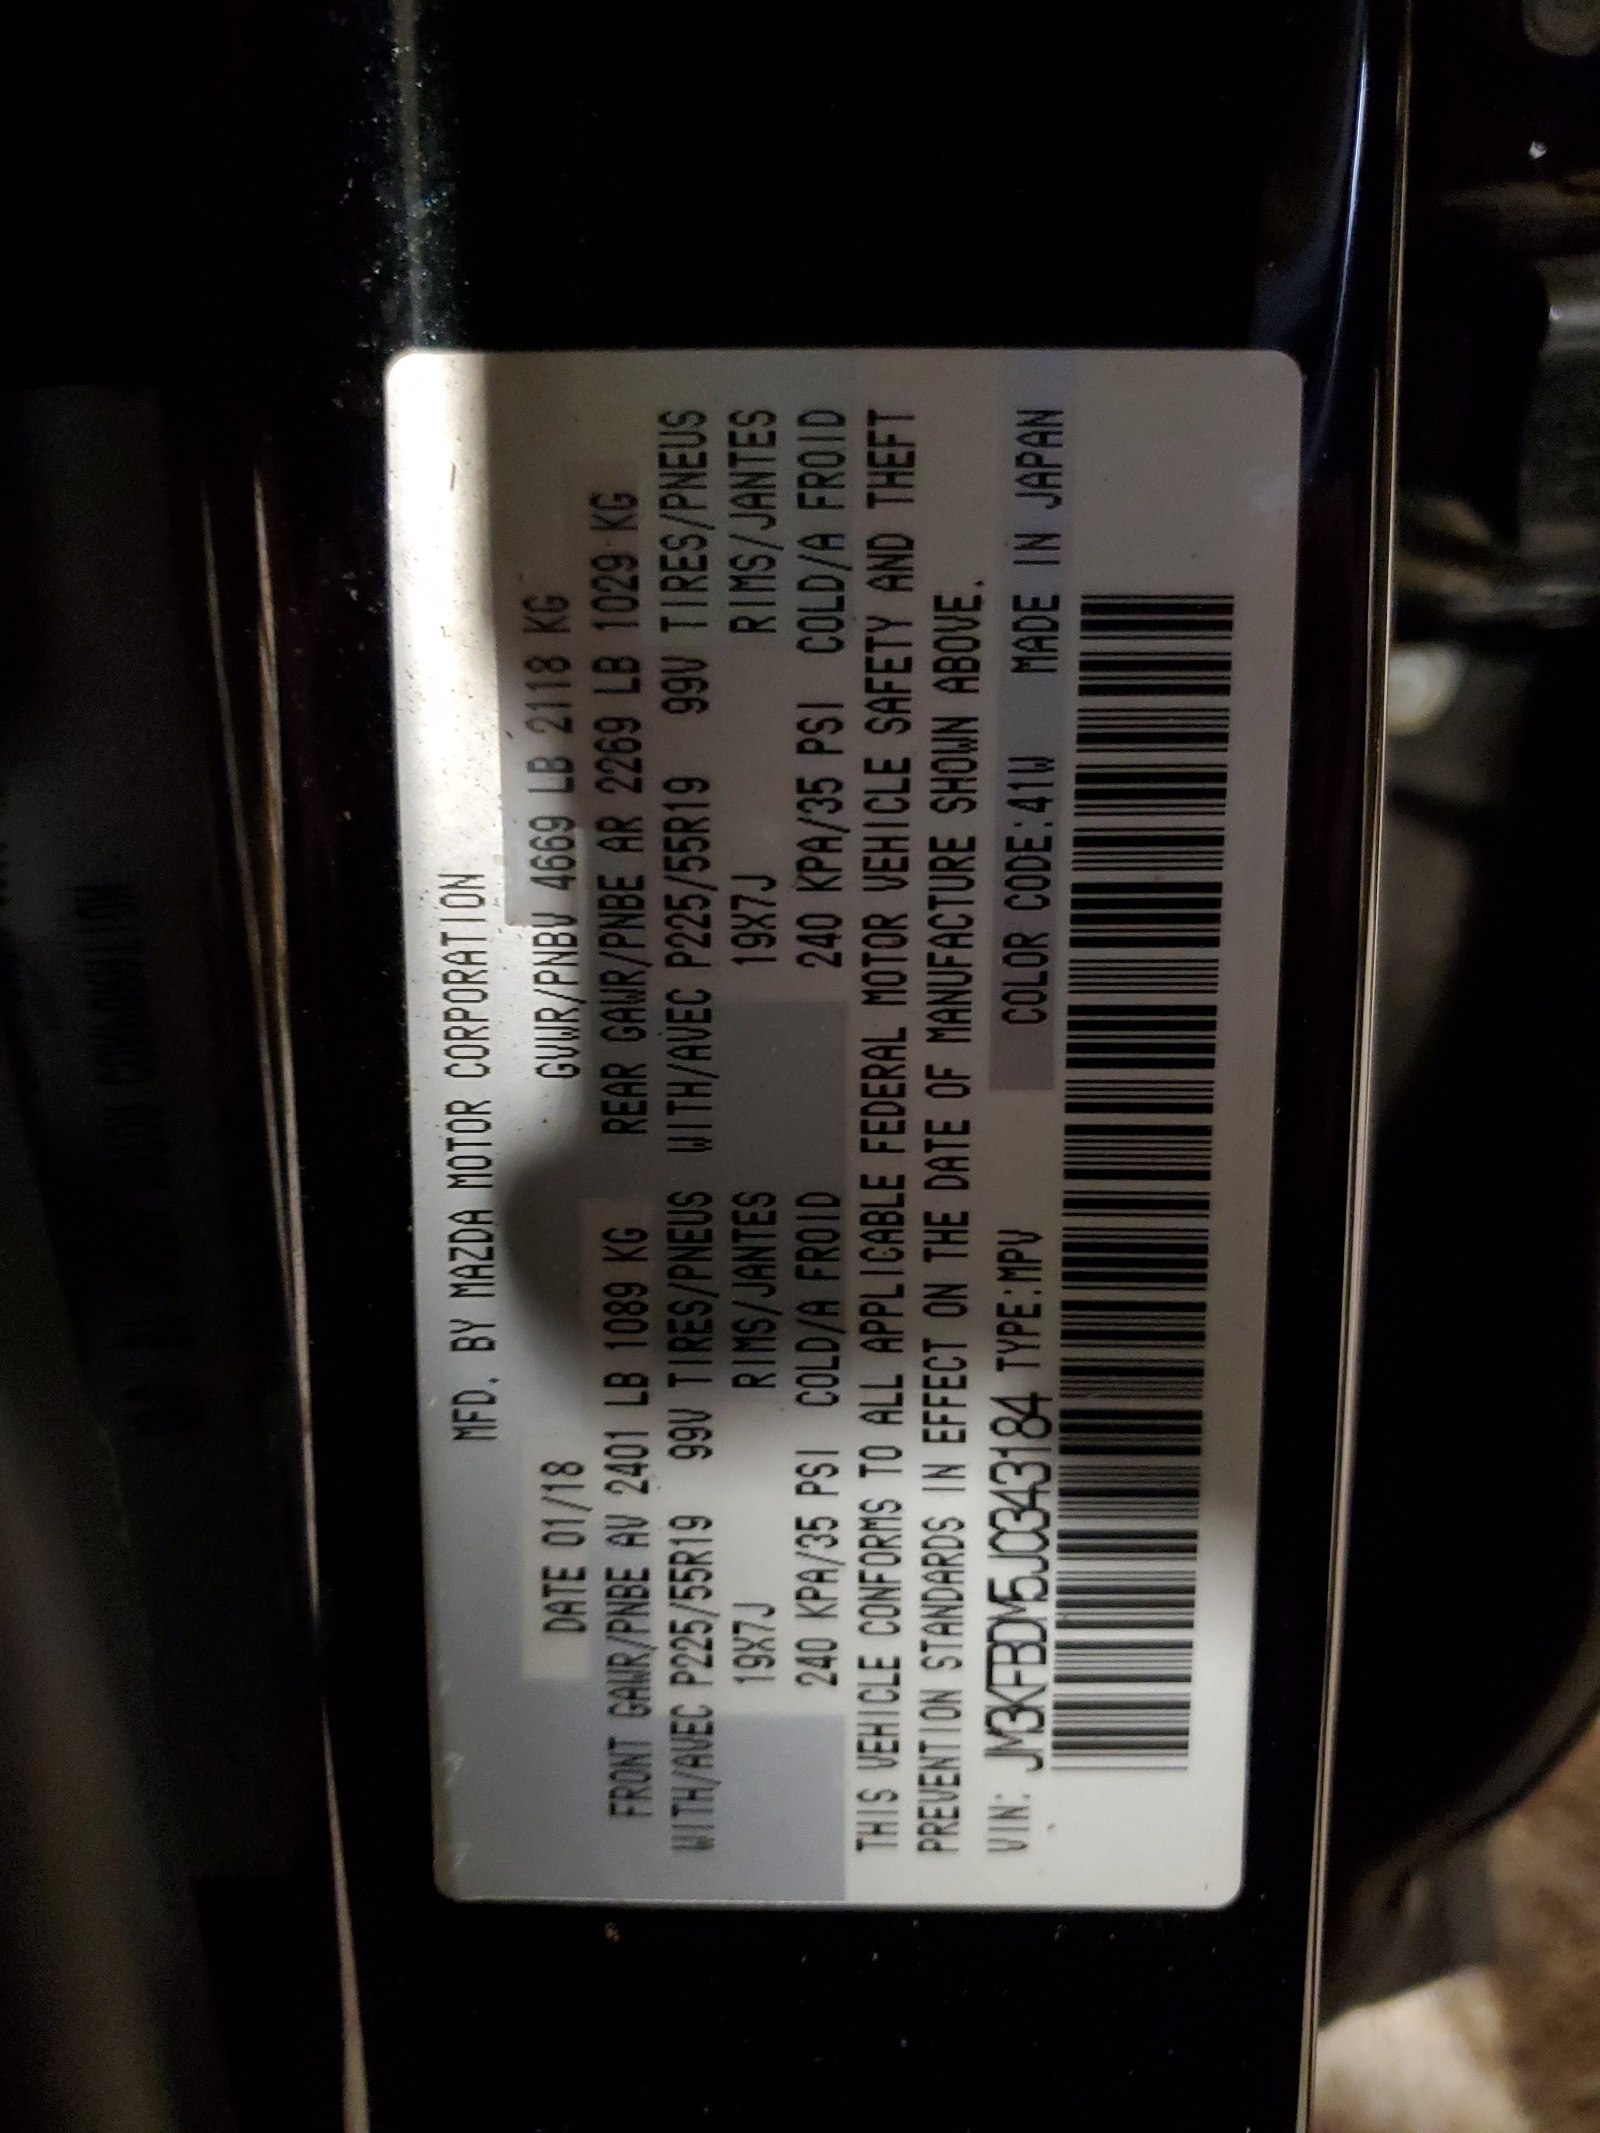 MFD. BY MAZDA MOTOR CORPORATION
DATE 01/18 GVWR/PNBV 4669 LB 2118 KG
FRONT GAWR/PNBE AV 2401 LB 1089 KG REAR GAWR/PNBE AR 2269 LB 1029 KG
WITH/AVEC P225/55R19 99V TIRES/PNEUS WITH/AVEC P225/55R19 99V TIRES/PNEUS
19X7J RIMS/JANTES 19X7J RIMS/JANTES
240 KPA/35 PSI COLD/A FROID 240 KPA/35 PSI COLD/A FROID
THIS VEHICLE CONFORMS TO ALL APPLICABLE FEDERAL MOTOR VEHICLE SAFETY AND THEFT
PREVENTION STANDARDS IN EFFECT ON THE DATE OF MANUFACTURE SHOWN ABOVE.
VIN: JM3KFBDM5J0343184 TYPE:MPV COLOR CODE:41W MADE IN JAPAN